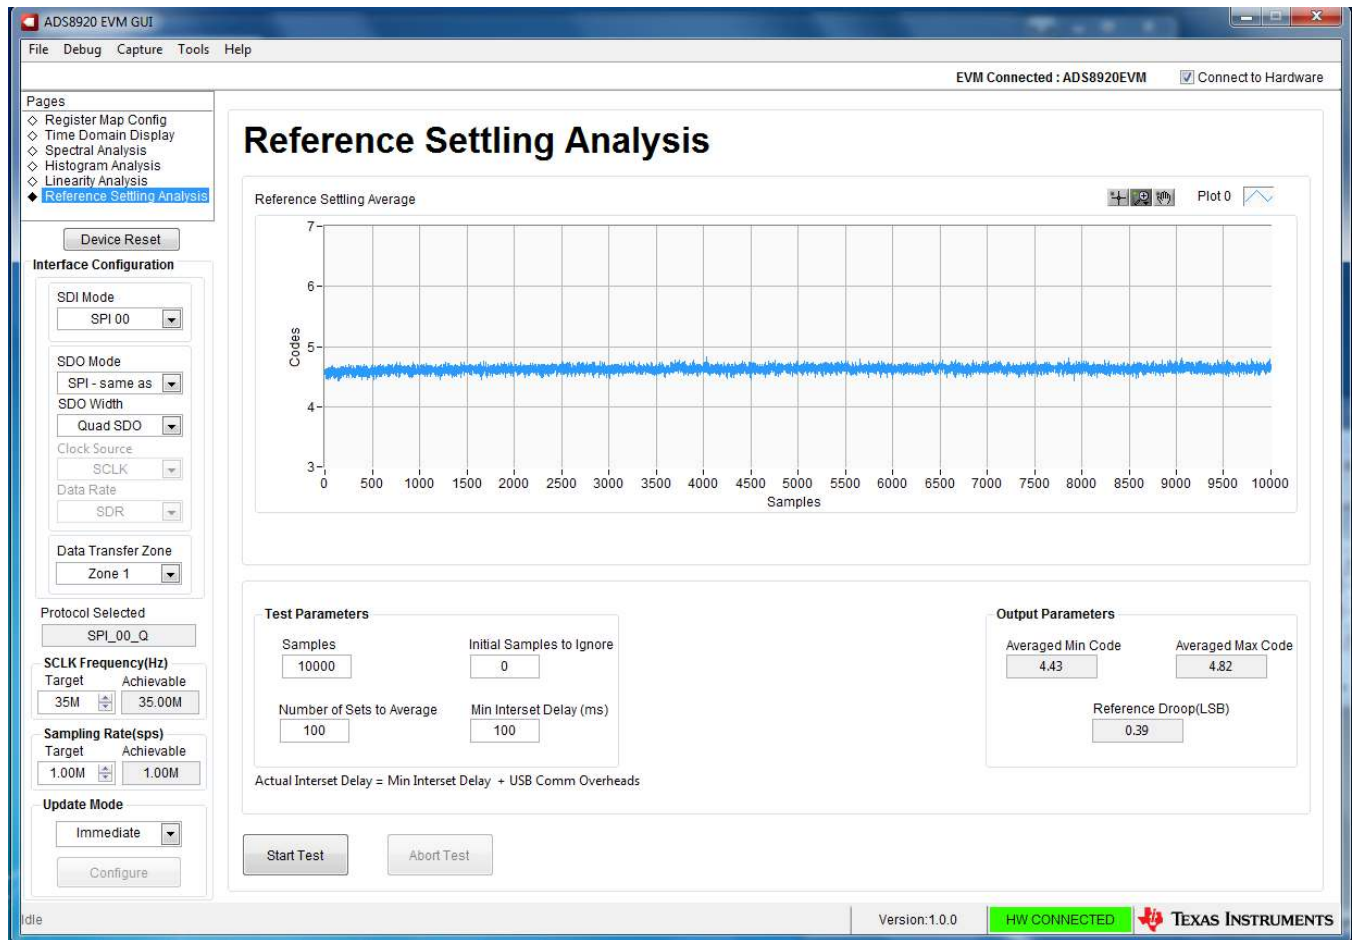 ADS8920 EVM GUI
File Debug Capture Tools Help
EVM Connected : ADS8920EVM Connect to Hardware
Pages
Register Map Config
Time Domain Display
Spectral Analysis
Histogram Analysis
Linearity Analysis
Reference Settling Analysis
Device Reset
Interface Configuration
SDI Mode
SPI 00
SDO Mode
SPI - same as
SDO Width
Quad SDO
Clock Source
SCLK
Data Rate
SDR
Data Transfer Zone
Zone 1
Protocol Selected
SPI_00_Q
SCLK Frequency(Hz)
Target Achievable
35M 35.00M
Sampling Rate(sps)
Target Achievable
1.00M 1.00M
Update Mode
Immediate
Configure
Reference Settling Analysis
Reference Settling Average Plot 0
7
6
5
4
3
Codes
0 500 1000 1500 2000 2500 3000 3500 4000 4500 5000 5500 6000 6500 7000 7500 8000 8500 9000 9500 10000
Samples
Test Parameters
Samples Initial Samples to Ignore
10000 0
Number of Sets to Average Min Interset Delay (ms)
100 100
Actual Interset Delay = Min Interset Delay + USB Comm Overheads
Output Parameters
Averaged Min Code Averaged Max Code
4.43 4.82
Reference Droop(LSB)
0.39
Start Test Abort Test
Idle Version:1.0.0 HW CONNECTED TEXAS INSTRUMENTS